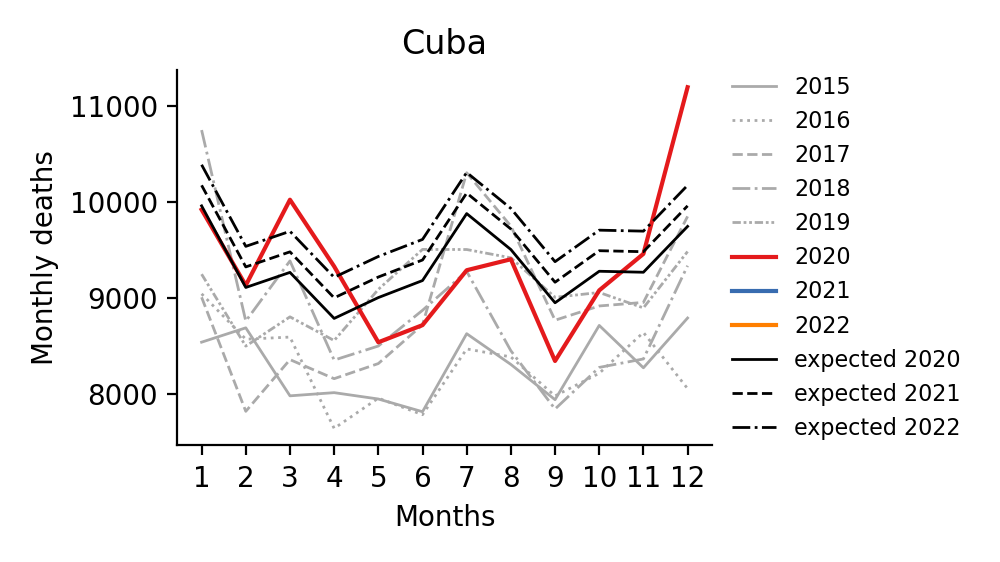 Cuba
Monthly deaths
11000
10000
9000
8000
1 2 3 4 5 6 7 8 9 10 11 12
Months
2015
2016
2017
2018
2019
2020
2021
2022
expected 2020
expected 2021
expected 2022